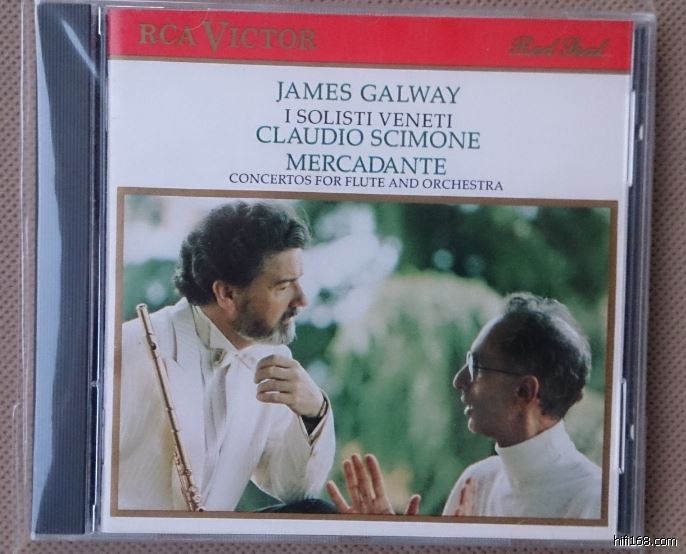 RCA VICTOR
Red Seal
JAMES GALWAY
I SOLISTI VENETI
CLAUDIO SCIMONE
MERCADANTE
CONCERTOS FOR FLUTE AND ORCHESTRA
hifi168.com